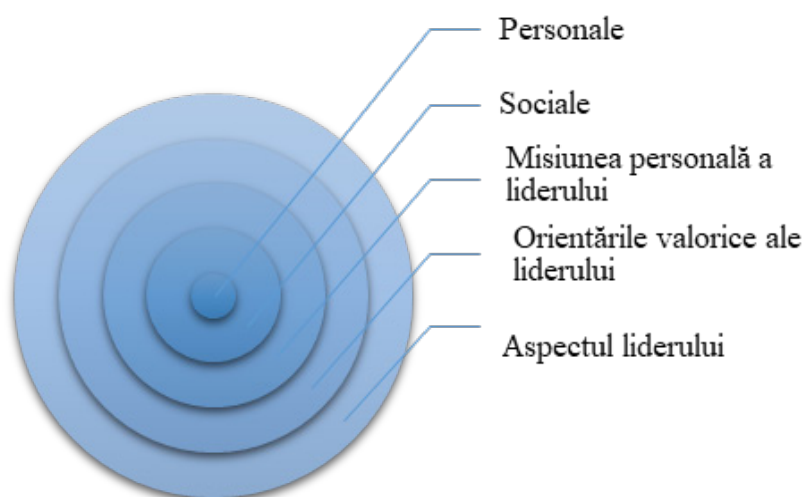 Personale
Sociale
Misiunea personală a
liderului
Orientările valorice ale
liderului
Aspectul liderului